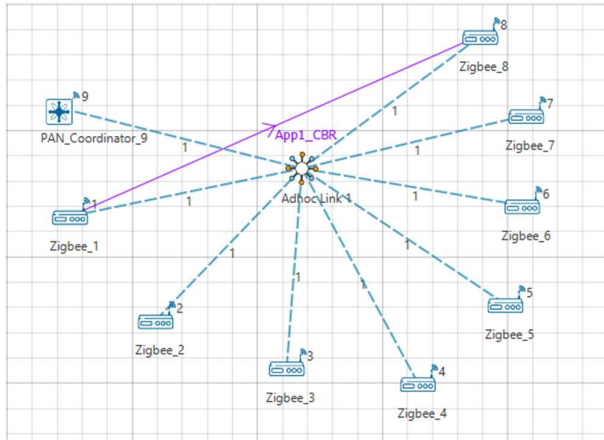 8
Zigbee_8
9
PAN_Coordinator_9
App1_CBR
1
7
Zigbee_7
1
1
Adhoc Link 1
1
Zigbee_1
1
1
6
Zigbee_6
2
Zigbee_2
1
1
1
1
5
Zigbee_5
3
Zigbee_3
4
Zigbee_4